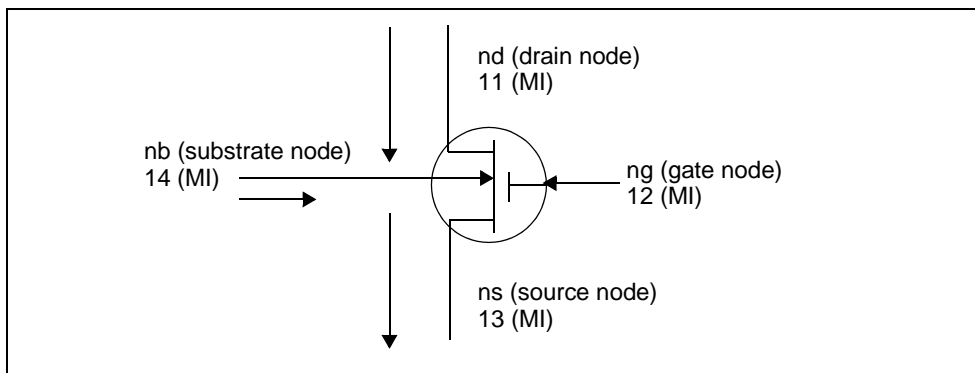 nd (drain node)
11 (MI)
nb (substrate node)
14 (MI)
ng (gate node)
12 (MI)
ns (source node)
13 (MI)